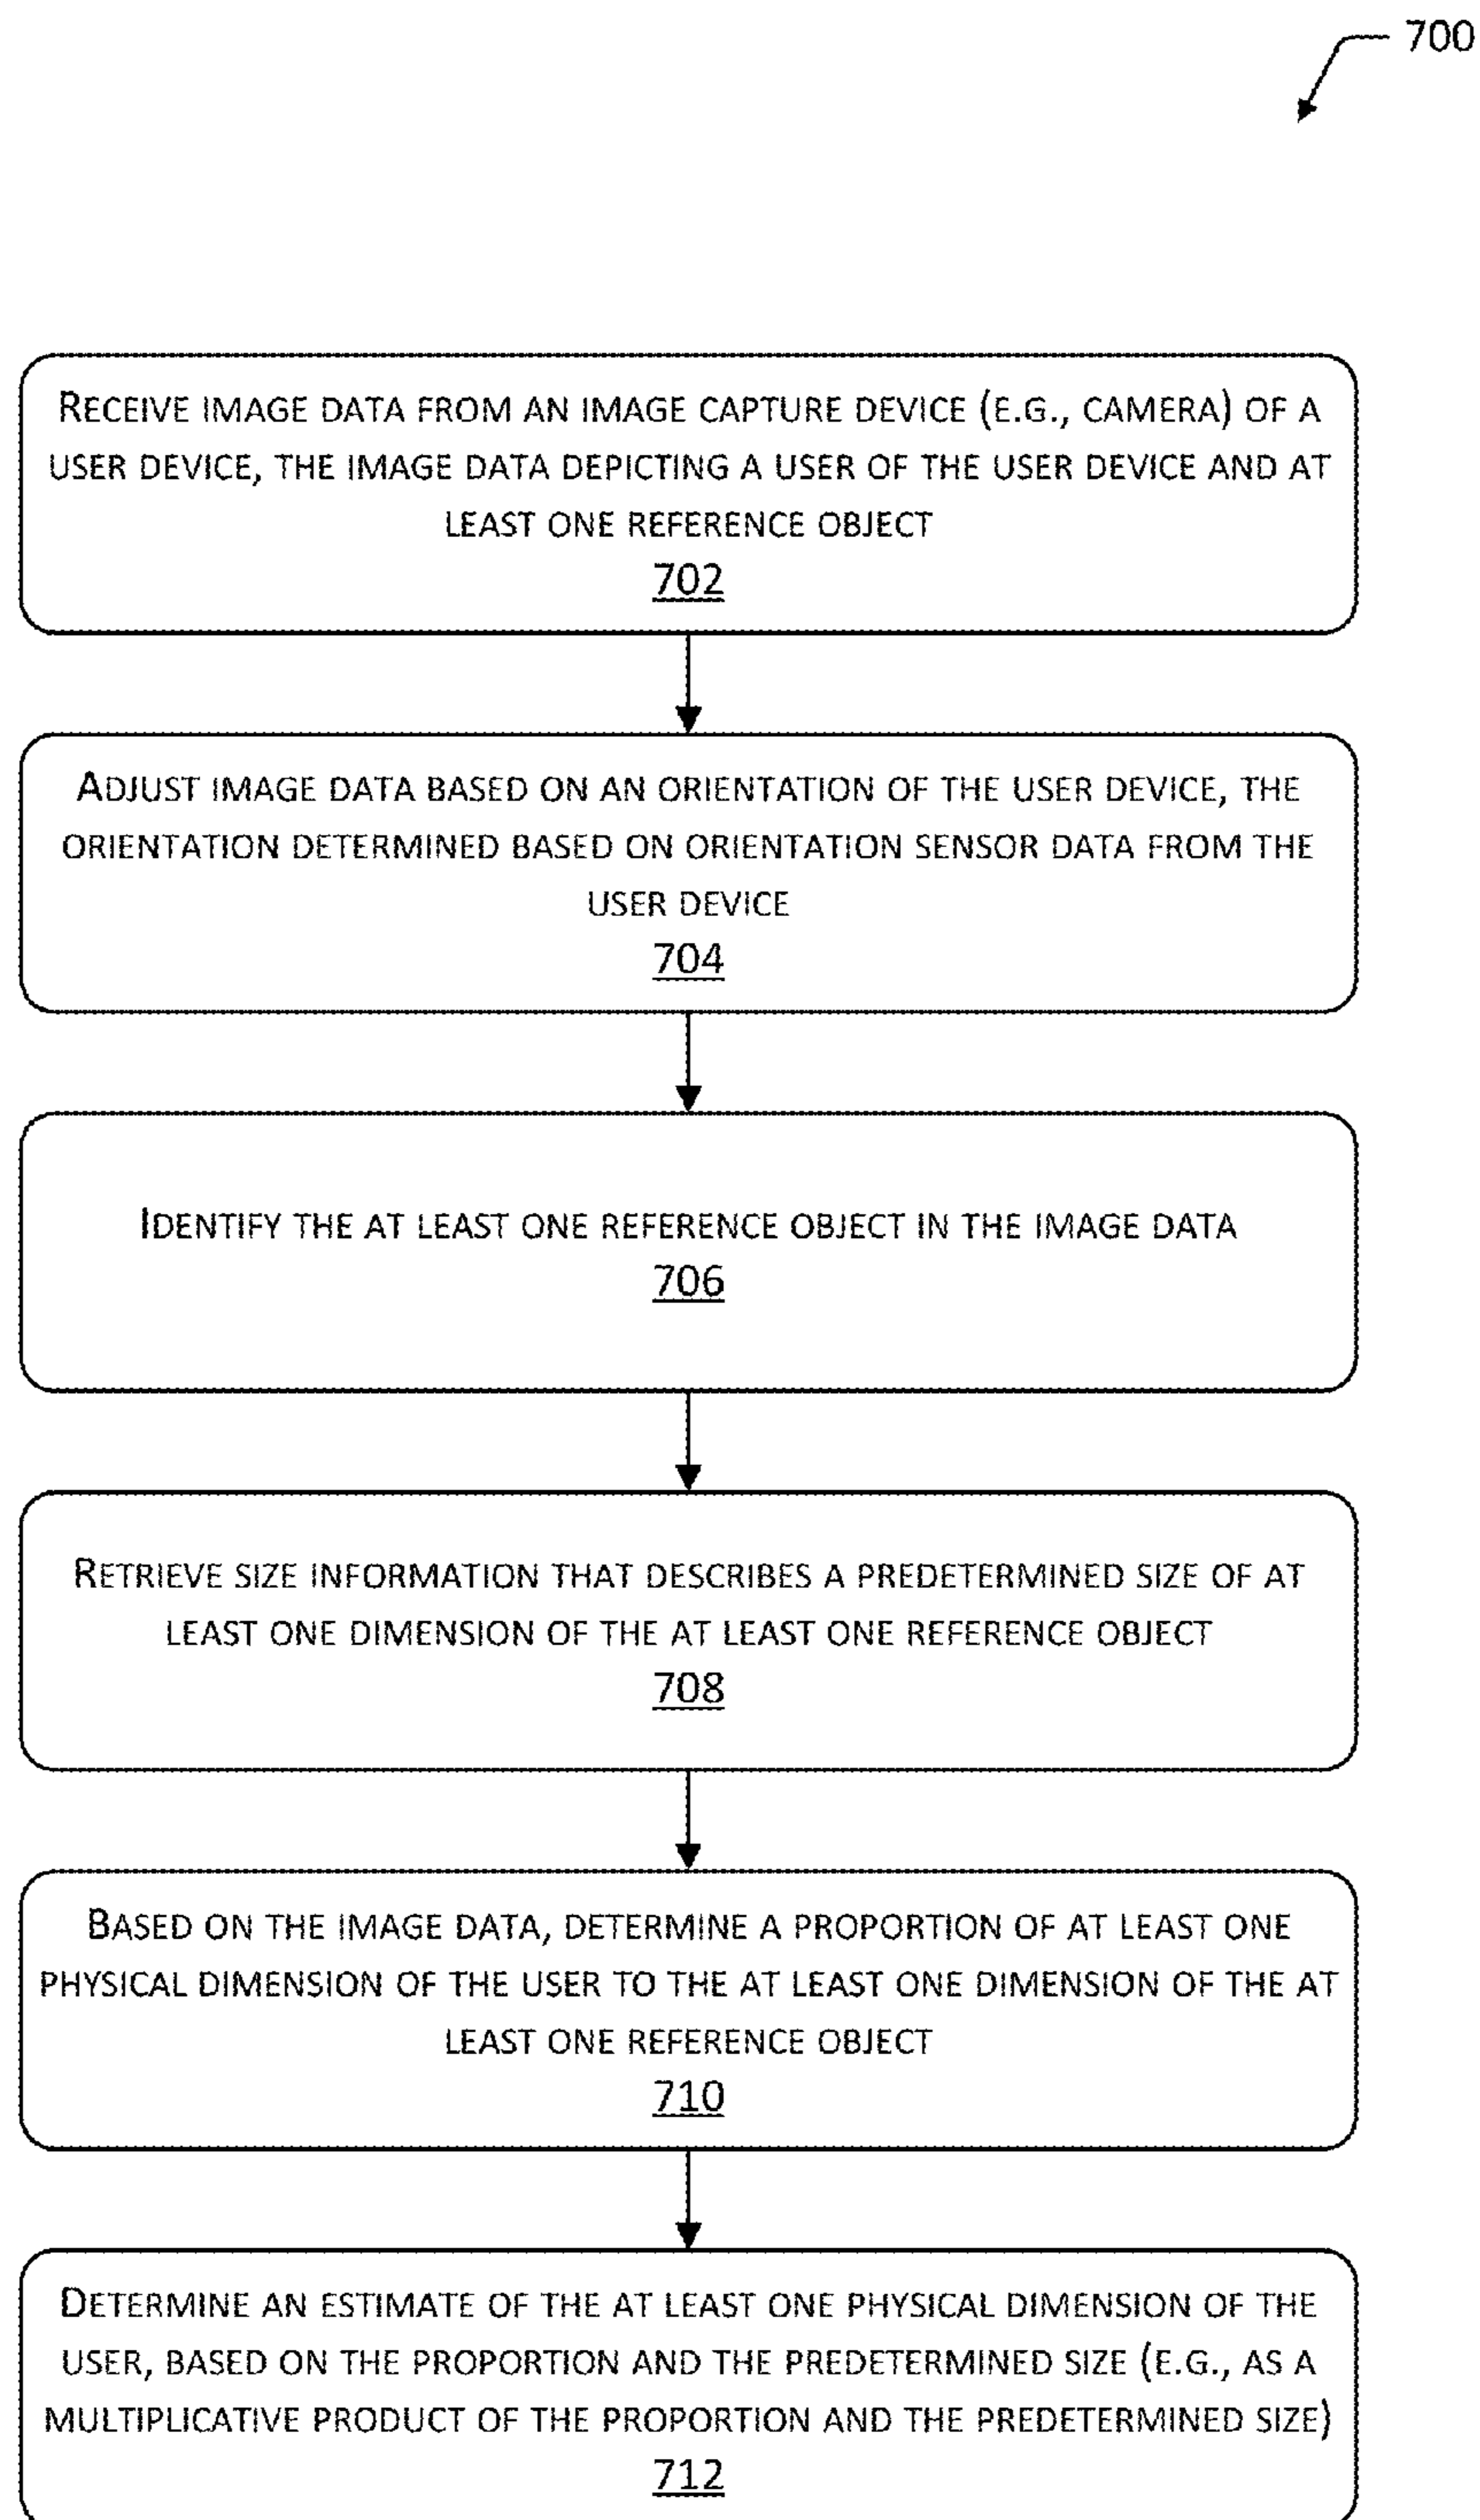 700
RECEIVE IMAGE DATA FROM AN IMAGE CAPTURE DEVICE (E.G., CAMERA) OF A
USER DEVICE, THE IMAGE DATA DEPICTING A USER OF THE USER DEVICE AND AT
LEAST ONE REFERENCE OBJECT
702
ADJUST IMAGE DATA BASED ON AN ORIENTATION OF THE USER DEVICE, THE
ORIENTATION DETERMINED BASED ON ORIENTATION SENSOR DATA FROM THE
USER DEVICE
704
IDENTIFY THE AT LEAST ONE REFERENCE OBJECT IN THE IMAGE DATA
706
RETRIEVE SIZE INFORMATION THAT DESCRIBES A PREDETERMINED SIZE OF AT
LEAST ONE DIMENSION OF THE AT LEAST ONE REFERENCE OBJECT
708
BASED ON THE IMAGE DATA, DETERMINE A PROPORTION OF AT LEAST ONE
PHYSICAL DIMENSION OF THE USER TO THE AT LEAST ONE DIMENSION OF THE AT
LEAST ONE REFERENCE OBJECT
710
DETERMINE AN ESTIMATE OF THE AT LEAST ONE PHYSICAL DIMENSION OF THE
USER, BASED ON THE PROPORTION AND THE PREDETERMINED SIZE (E.G., AS A
MULTIPLICATIVE PRODUCT OF THE PROPORTION AND THE PREDETERMINED SIZE)
712